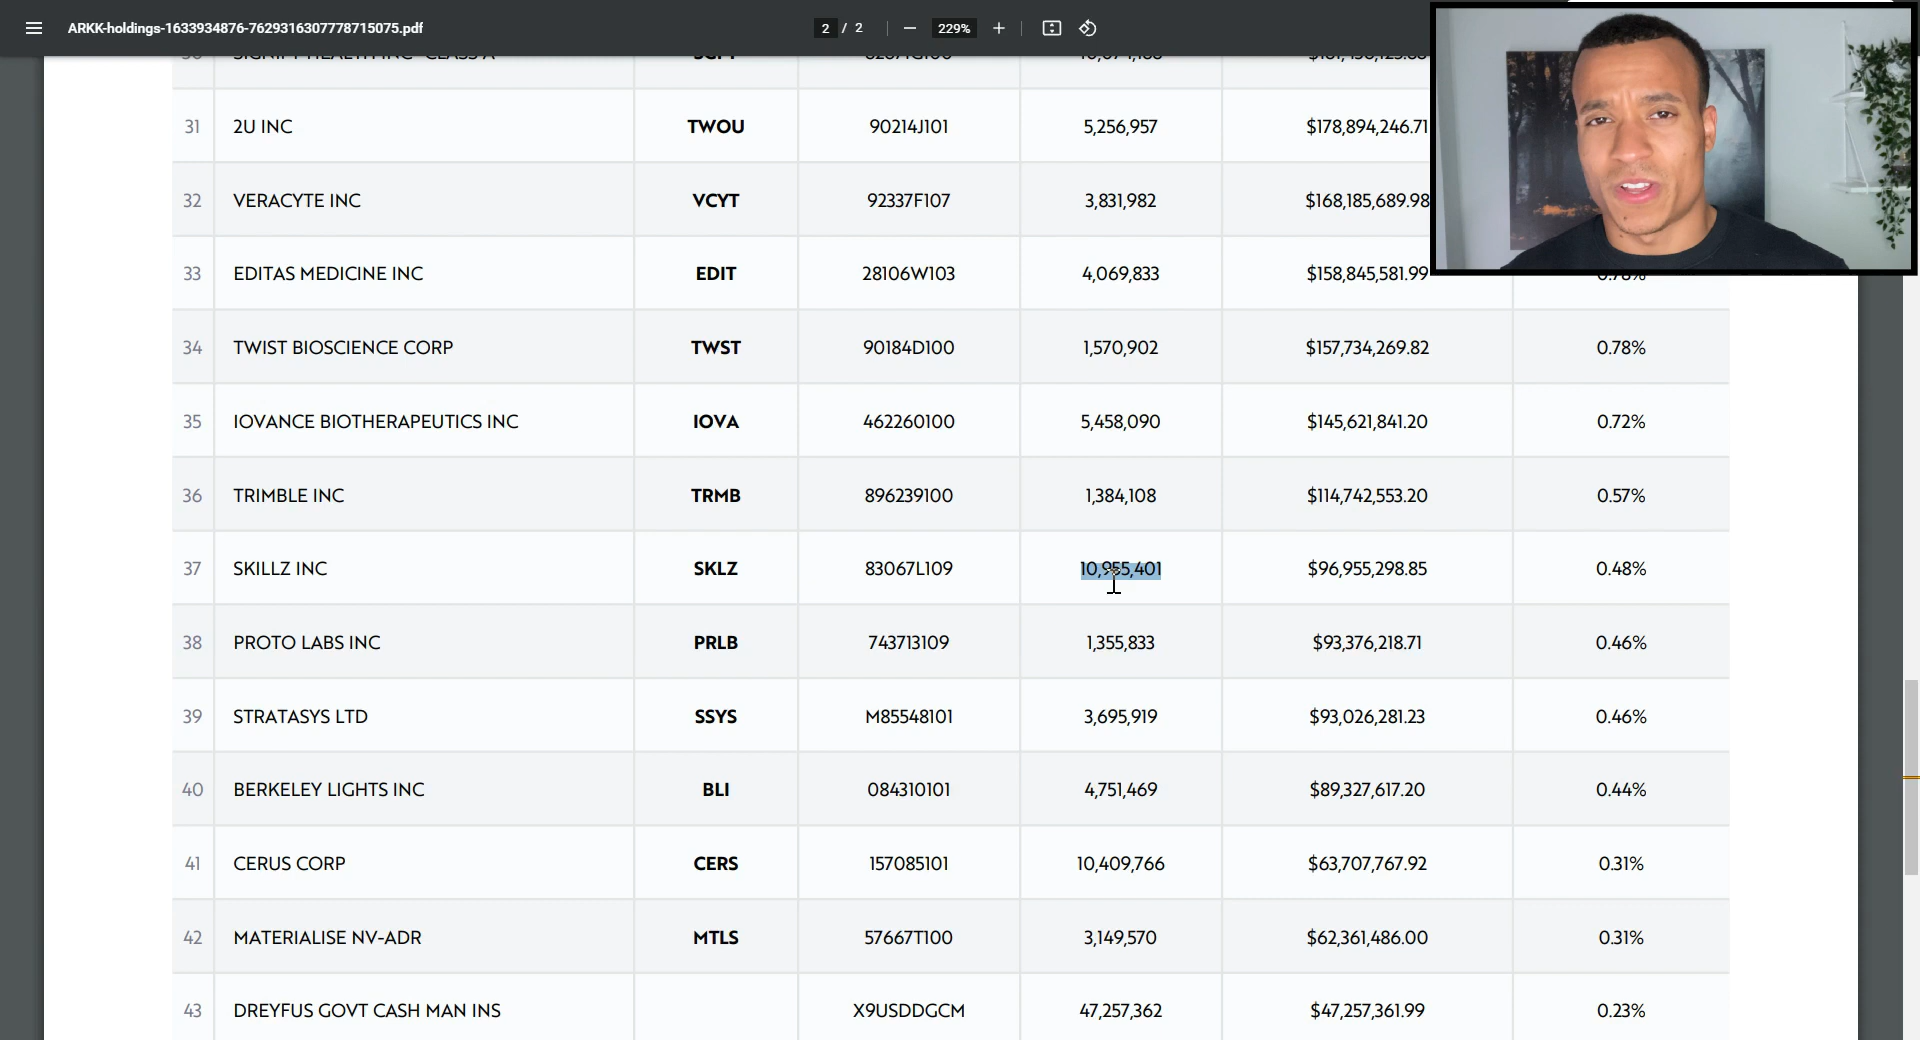 ARKK-holdings-1633934876-7629316307778715075.pdf 2 / 2 229%
31 2U INC TWOU 90214J101 5,256,957 $178,894,246.71
32 VERACYTE INC VCYT 92337F107 3,831,982 $168,185,689.98
33 EDITAS MEDICINE INC EDIT 28106W103 4,069,833 $158,845,581.99 0.78%
34 TWIST BIOSCIENCE CORP TWST 90184D100 1,570,902 $157,734,269.82 0.78%
35 IOVANCE BIOTHERAPEUTICS INC IOVA 462260100 5,458,090 $145,621,841.20 0.72%
36 TRIMBLE INC TRMB 896239100 1,384,108 $114,742,553.20 0.57%
37 SKILLZ INC SKLZ 83067L109 10,955,401 $96,955,298.85 0.48%
38 PROTO LABS INC PRLB 743713109 1,355,833 $93,376,218.71 0.46%
39 STRATASYS LTD SSYS M85548101 3,695,919 $93,026,281.23 0.46%
40 BERKELEY LIGHTS INC BLI 084310101 4,751,469 $89,327,617.20 0.44%
41 CERUS CORP CERS 157085101 10,409,766 $63,707,767.92 0.31%
42 MATERIALISE NV-ADR MTLS 57667T100 3,149,570 $62,361,486.00 0.31%
43 DREYFUS GOVT CASH MAN INS X9USDDGCM 47,257,362 $47,257,361.99 0.23%